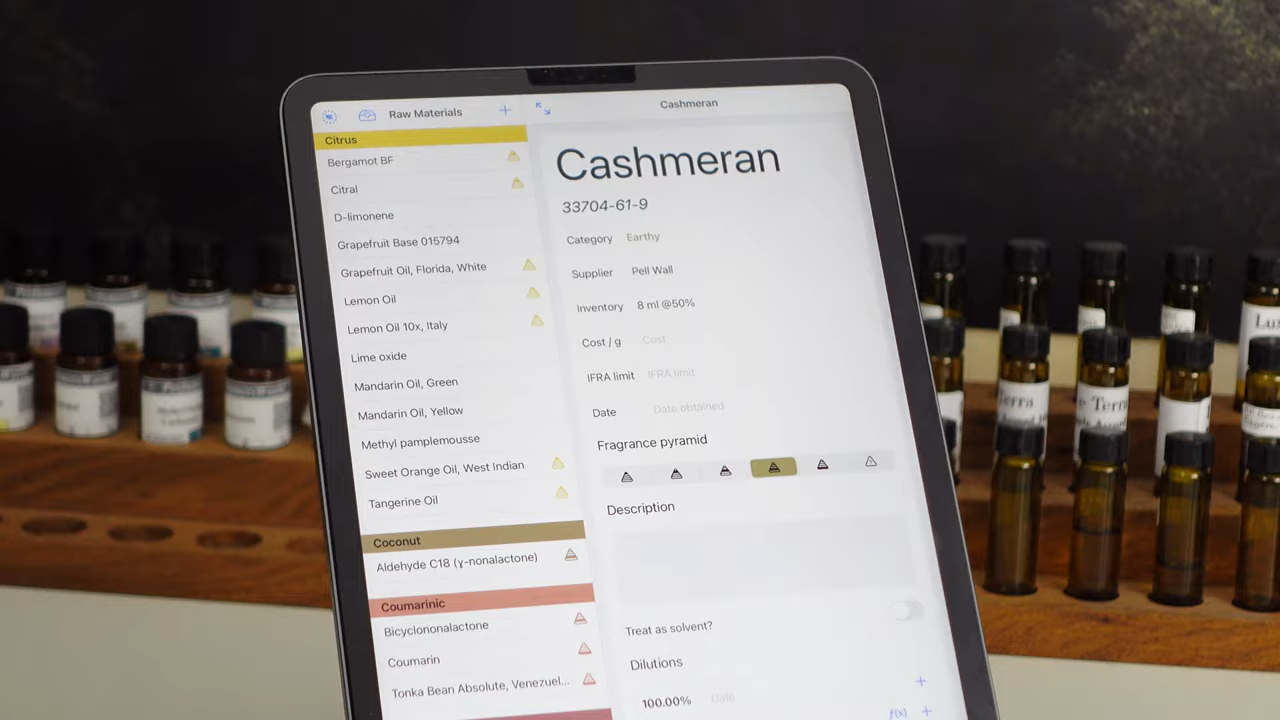 Raw Materials
Citrus
Bergamot BF
Citral
D-limonene
Grapefruit Base 015794
Grapefruit Oil, Florida, White
Lemon Oil
Lemon Oil 10x, Italy
Lime oxide
Mandarin Oil, Green
Mandarin Oil, Yellow
Methyl pamplemousse
Sweet Orange Oil, West Indian
Tangerine Oil
Coconut
Aldehyde C18 (γ-nonalactone)
Coumarinic
Bicyclononalactone
Coumarin
Tonka Bean Absolute, Venezuel...
Cashmeran
Cashmeran
33704-61-9
Category Earthy
Supplier Pell Wall
Inventory 8 ml @50%
Cost / g Cost
IFRA limit IFRA limit
Date Date obtained
Fragrance pyramid
Description
Treat as solvent?
Dilutions
100.00% Date
f(x)
Terra
Terra